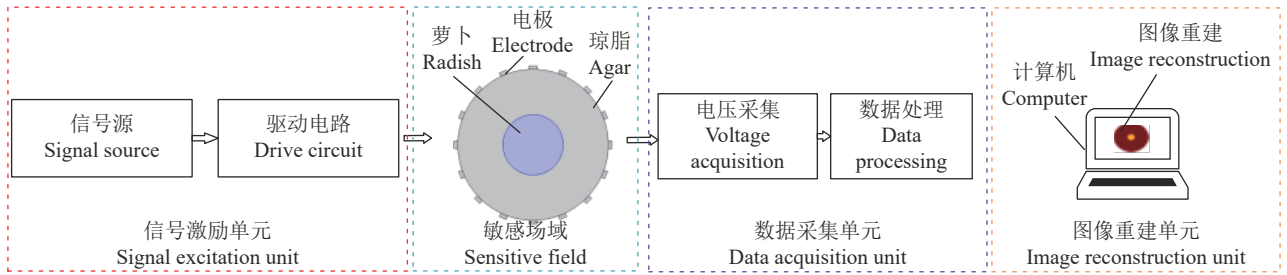 信号源
Signal source
驱动电路
Drive circuit
信号激励单元
Signal excitation unit
萝卜
Radish
电极
Electrode
琼脂
Agar
敏感场域
Sensitive field
电压采集
Voltage
acquisition
数据处理
Data
processing
数据采集单元
Data acquisition unit
计算机
Computer
图像重建
Image reconstruction
图像重建单元
Image reconstruction unit